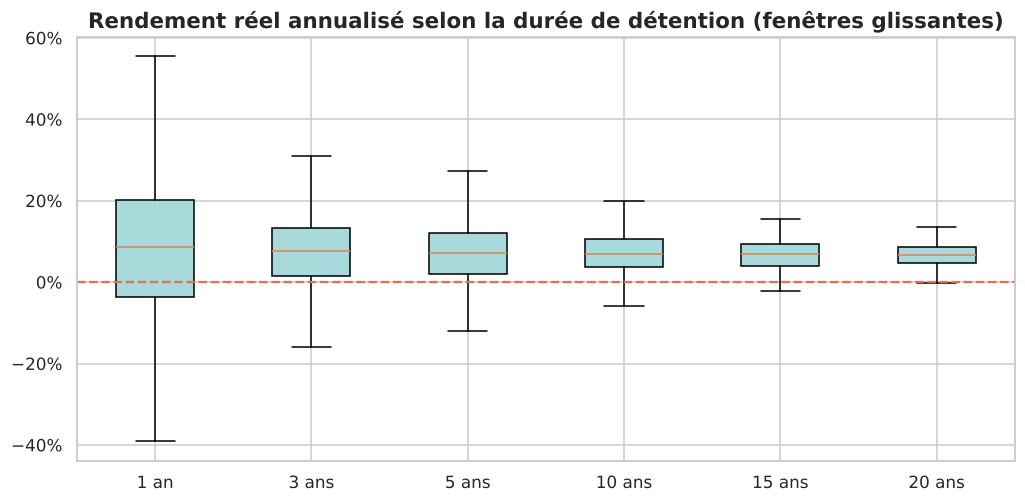 Rendement réel annualisé selon la durée de détention (fenêtres glissantes)
60%
40%
20%
0%
−20%
−40%
1 an
3 ans
5 ans
10 ans
15 ans
20 ans